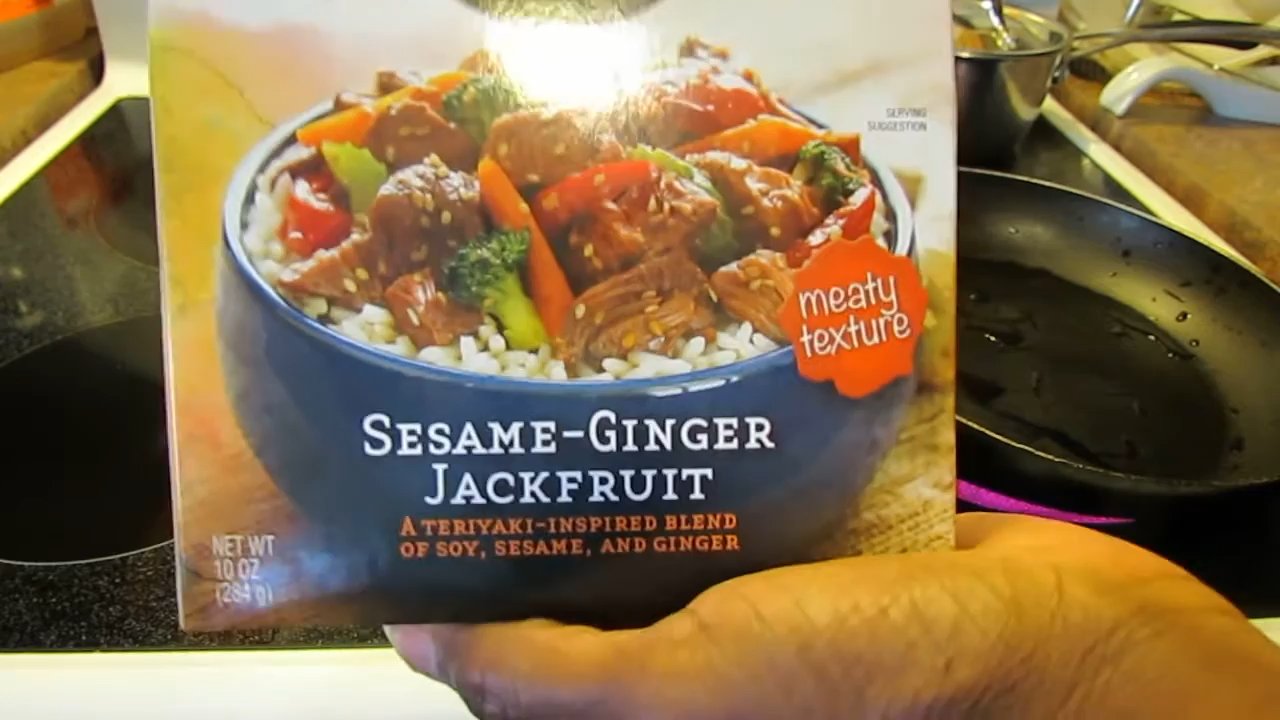 SERVING
SUGGESTION
meaty
texture
SESAME-GINGER
JACKFRUIT
A TERIYAKI-INSPIRED BLEND
OF SOY, SESAME, AND GINGER
NET WT
10 OZ
(284 g)